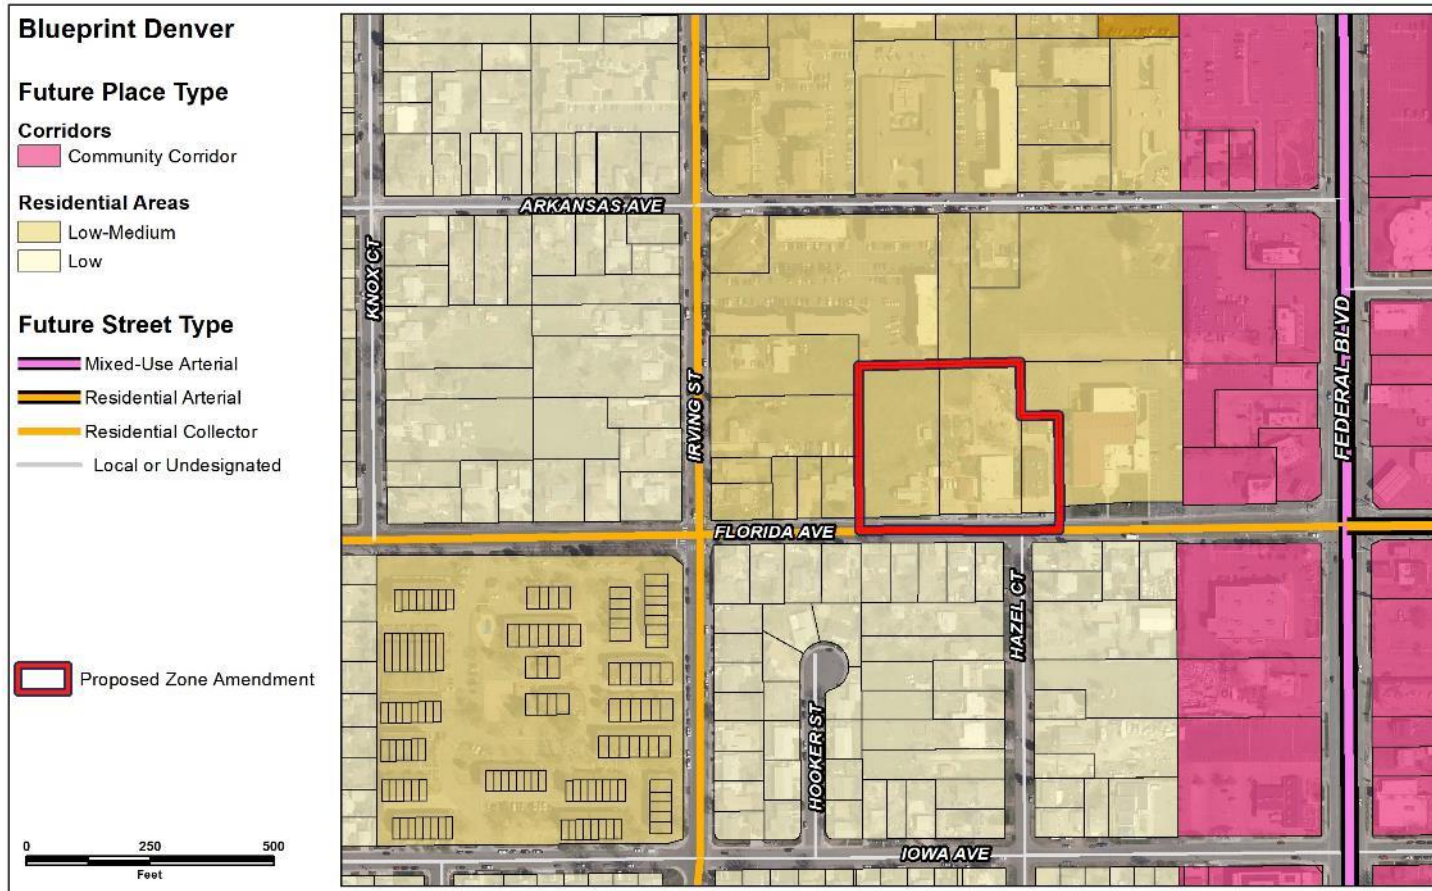 Blueprint Denver
Future Place Type
Corridors
Community Corridor
Residential Areas
Low-Medium
Low
Future Street Type
Mixed-Use Arterial
Residential Arterial
Residential Collector
Local or Undesignated
Proposed Zone Amendment
0 250 500
Feet
ARKANSAS AVE
KNOX CT
IRVING ST
FEDERAL BLVD
FLORIDA AVE
HAZEL CT
HOOKER ST
IOWA AVE